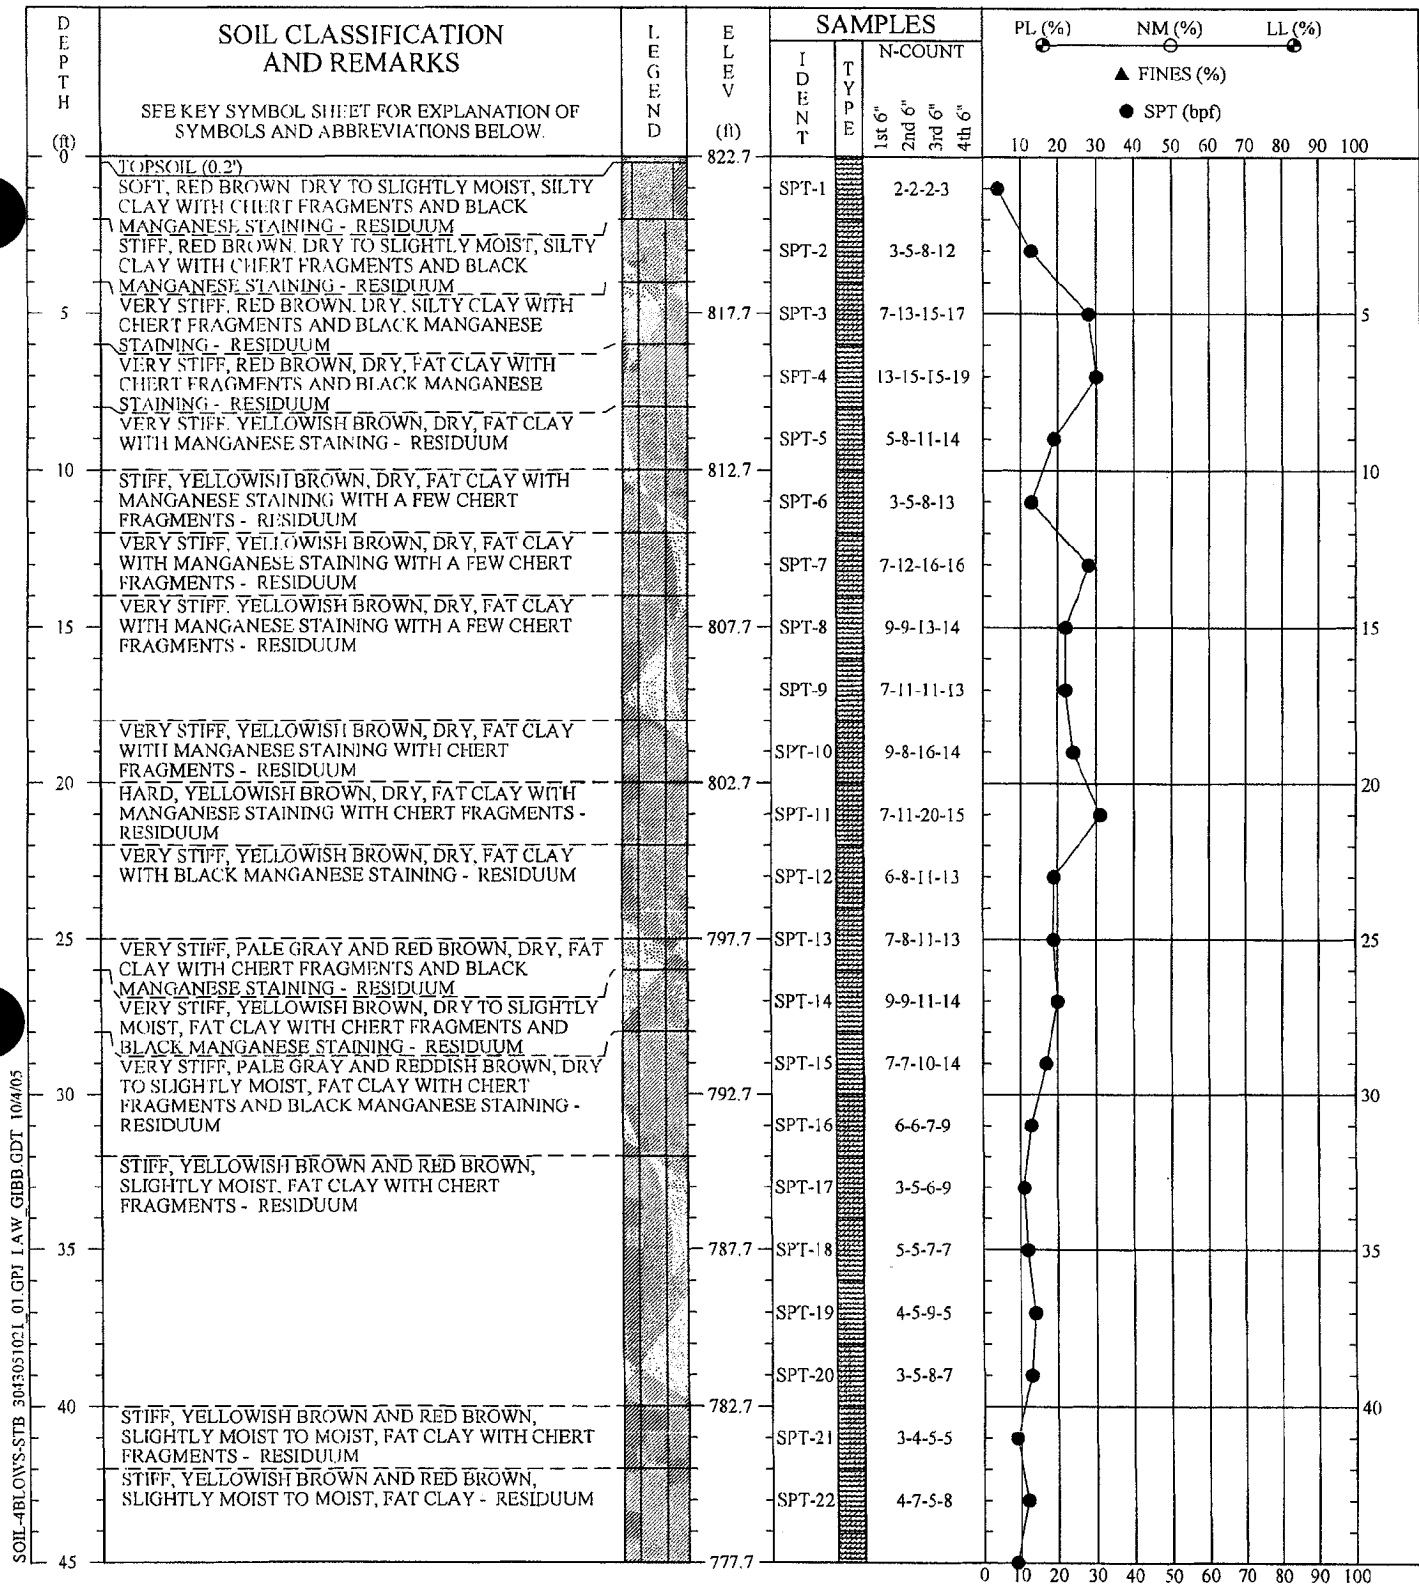 DEPTH (ft)
SOIL CLASSIFICATION
AND REMARKS
SEE KEY SYMBOL SHEET FOR EXPLANATION OF
SYMBOLS AND ABBREVIATIONS BELOW.
LEGEND
ELEV (ft)
SAMPLES
IDENT
TYPE
N-COUNT
1st 6"
2nd 6"
3rd 6"
4th 6"
PL (%) NM (%) LL (%)
▲ FINES (%)
● SPT (bpf)
10 20 30 40 50 60 70 80 90 100
0
822.7
TOPSOIL (0.2')
SOFT, RED BROWN, DRY TO SLIGHTLY MOIST, SILTY
CLAY WITH CHERT FRAGMENTS AND BLACK
MANGANESE STAINING - RESIDUUM
SPT-1 2-2-2-3
STIFF, RED BROWN, DRY TO SLIGHTLY MOIST, SILTY
CLAY WITH CHERT FRAGMENTS AND BLACK
MANGANESE STAINING - RESIDUUM
SPT-2 3-5-8-12
VERY STIFF, RED BROWN, DRY, SILTY CLAY WITH
CHERT FRAGMENTS AND BLACK MANGANESE
STAINING - RESIDUUM
5 817.7 SPT-3 7-13-15-17 5
VERY STIFF, RED BROWN, DRY, FAT CLAY WITH
CHERT FRAGMENTS AND BLACK MANGANESE
STAINING - RESIDUUM
SPT-4 13-15-15-19
VERY STIFF, YELLOWISH BROWN, DRY, FAT CLAY
WITH MANGANESE STAINING - RESIDUUM
SPT-5 5-8-11-14
10 812.7 10
STIFF, YELLOWISH BROWN, DRY, FAT CLAY WITH
MANGANESE STAINING WITH A FEW CHERT
FRAGMENTS - RESIDUUM
SPT-6 3-5-8-13
VERY STIFF, YELLOWISH BROWN, DRY, FAT CLAY
WITH MANGANESE STAINING WITH A FEW CHERT
FRAGMENTS - RESIDUUM
SPT-7 7-12-16-16
VERY STIFF, YELLOWISH BROWN, DRY, FAT CLAY
WITH MANGANESE STAINING WITH A FEW CHERT
FRAGMENTS - RESIDUUM
15 807.7 SPT-8 9-9-13-14 15
SPT-9 7-11-11-13
VERY STIFF, YELLOWISH BROWN, DRY, FAT CLAY
WITH MANGANESE STAINING WITH CHERT
FRAGMENTS - RESIDUUM
SPT-10 9-8-16-14
20 802.7 20
HARD, YELLOWISH BROWN, DRY, FAT CLAY WITH
MANGANESE STAINING WITH CHERT FRAGMENTS -
RESIDUUM
SPT-11 7-11-20-15
VERY STIFF, YELLOWISH BROWN, DRY, FAT CLAY
WITH BLACK MANGANESE STAINING - RESIDUUM
SPT-12 6-8-11-13
25 797.7 SPT-13 7-8-11-13 25
VERY STIFF, PALE GRAY AND RED BROWN, DRY, FAT
CLAY WITH CHERT FRAGMENTS AND BLACK
MANGANESE STAINING - RESIDUUM
VERY STIFF, YELLOWISH BROWN, DRY TO SLIGHTLY
MOIST, FAT CLAY WITH CHERT FRAGMENTS AND
BLACK MANGANESE STAINING - RESIDUUM
SPT-14 9-9-11-14
VERY STIFF, PALE GRAY AND REDDISH BROWN, DRY
TO SLIGHTLY MOIST, FAT CLAY WITH CHERT
FRAGMENTS AND BLACK MANGANESE STAINING -
RESIDUUM
SPT-15 7-7-10-14
30 792.7 30
SPT-16 6-6-7-9
STIFF, YELLOWISH BROWN AND RED BROWN,
SLIGHTLY MOIST, FAT CLAY WITH CHERT
FRAGMENTS - RESIDUUM
SPT-17 3-5-6-9
35 787.7 SPT-18 5-5-7-7 35
SPT-19 4-5-9-5
SPT-20 3-5-8-7
40 782.7 40
STIFF, YELLOWISH BROWN AND RED BROWN,
SLIGHTLY MOIST TO MOIST, FAT CLAY WITH CHERT
FRAGMENTS - RESIDUUM
SPT-21 3-4-5-5
STIFF, YELLOWISH BROWN AND RED BROWN,
SLIGHTLY MOIST TO MOIST, FAT CLAY - RESIDUUM
SPT-22 4-7-5-8
45 777.7
0 10 20 30 40 50 60 70 80 90 100
SOIL-4BLOWS-STB 3043051021_01.GPJ LAW_GIBB.GDT 10/4/05